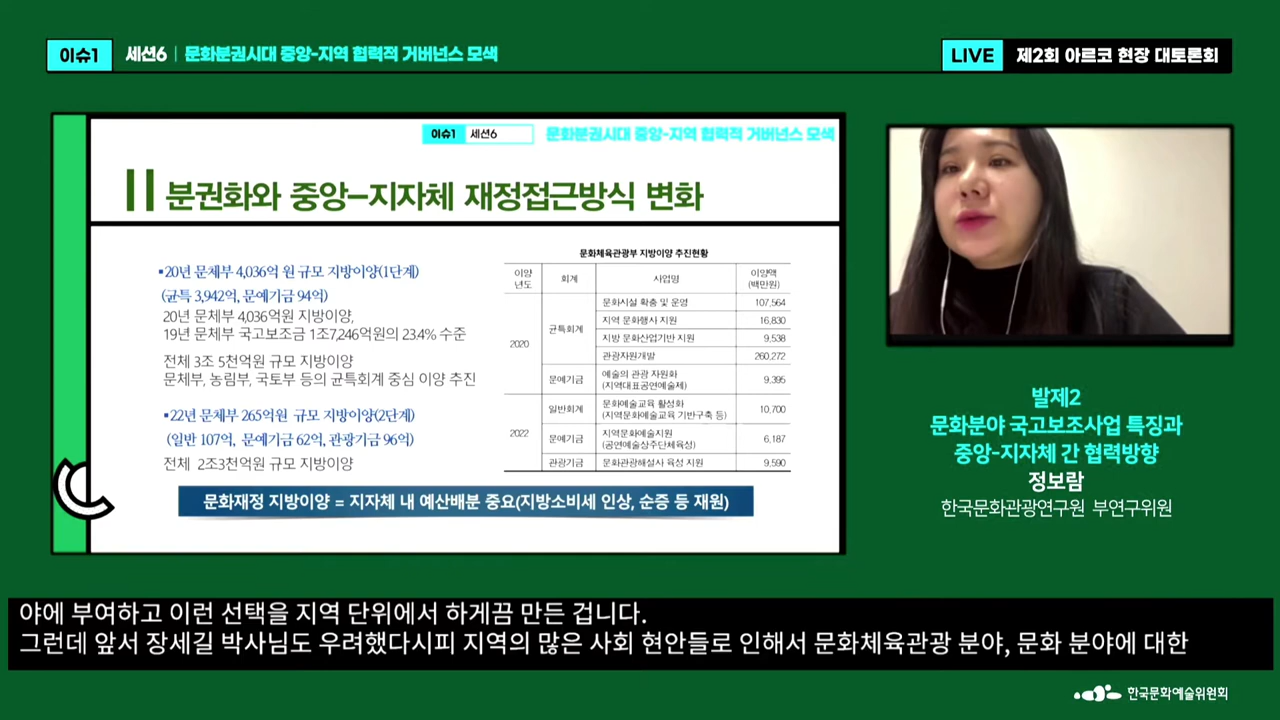 이슈1 세션6 | 문화분권시대 중앙-지역 협력적 거버넌스 모색
LIVE 제2회 아르코 현장 대토론회
이슈1 세션6 문화분권시대 중앙-지역 협력적 거버넌스 모색
분권화와 중앙–지자체 재정접근방식 변화
▪20년 문체부 4,036억 원 규모 지방이양(1단계)
(균특 3,942억, 문예기금 94억)
20년 문체부 4,036억원 지방이양,
19년 문체부 국고보조금 1조7,246억원의 23.4% 수준
전체 3조 5천억원 규모 지방이양
문체부, 농림부, 국토부 등의 균특회계 중심 이양 추진
▪22년 문체부 265억원 규모 지방이양(2단계)
(일반 107억, 문예기금 62억, 관광기금 96억)
전체 2조3천억원 규모 지방이양
문화체육관광부 지방이양 추진현황
이양
년도
회계
사업명
이양액
(백만원)
2020
균특회계
문화시설 확충 및 운영 107,564
지역 문화행사 지원 16,830
지방 문화산업기반 지원 9,538
관광자원개발 260,272
문예기금
예술의 관광 자원화
(지역대표공연예술제)
9,395
2022
일반회계
문화예술교육 활성화
(지역문화예술교육 기반구축 등)
10,700
문예기금
지역문화예술지원
(공연예술상주단체육성)
6,187
관광기금 문화관광해설사 육성 지원 9,590
문화재정 지방이양 = 지자체 내 예산배분 중요(지방소비세 인상, 순증 등 재원)
발제2
문화분야 국고보조사업 특징과
중앙-지자체 간 협력방향
정보람
한국문화관광연구원 부연구위원
야에 부여하고 이런 선택을 지역 단위에서 하게끔 만든 겁니다.
그런데 앞서 장세길 박사님도 우려했다시피 지역의 많은 사회 현안들로 인해서 문화체육관광 분야, 문화 분야에 대한
한국문화예술위원회